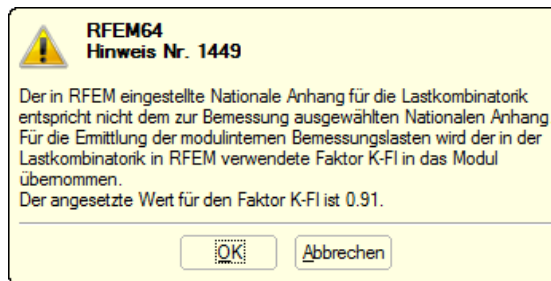 RFEM64
Hinweis Nr. 1449
Der in RFEM eingestellte Nationale Anhang für die Lastkombinatorik
entspricht nicht dem zur Bemessung ausgewählten Nationalen Anhang
Für die Ermittlung der modulinternen Bemessungslasten wird der in der
Lastkombinatorik in RFEM verwendete Faktor K-FI in das Modul
übernommen.
Der angesetzte Wert für den Faktor K-FI ist 0.91.
OK
Abbrechen